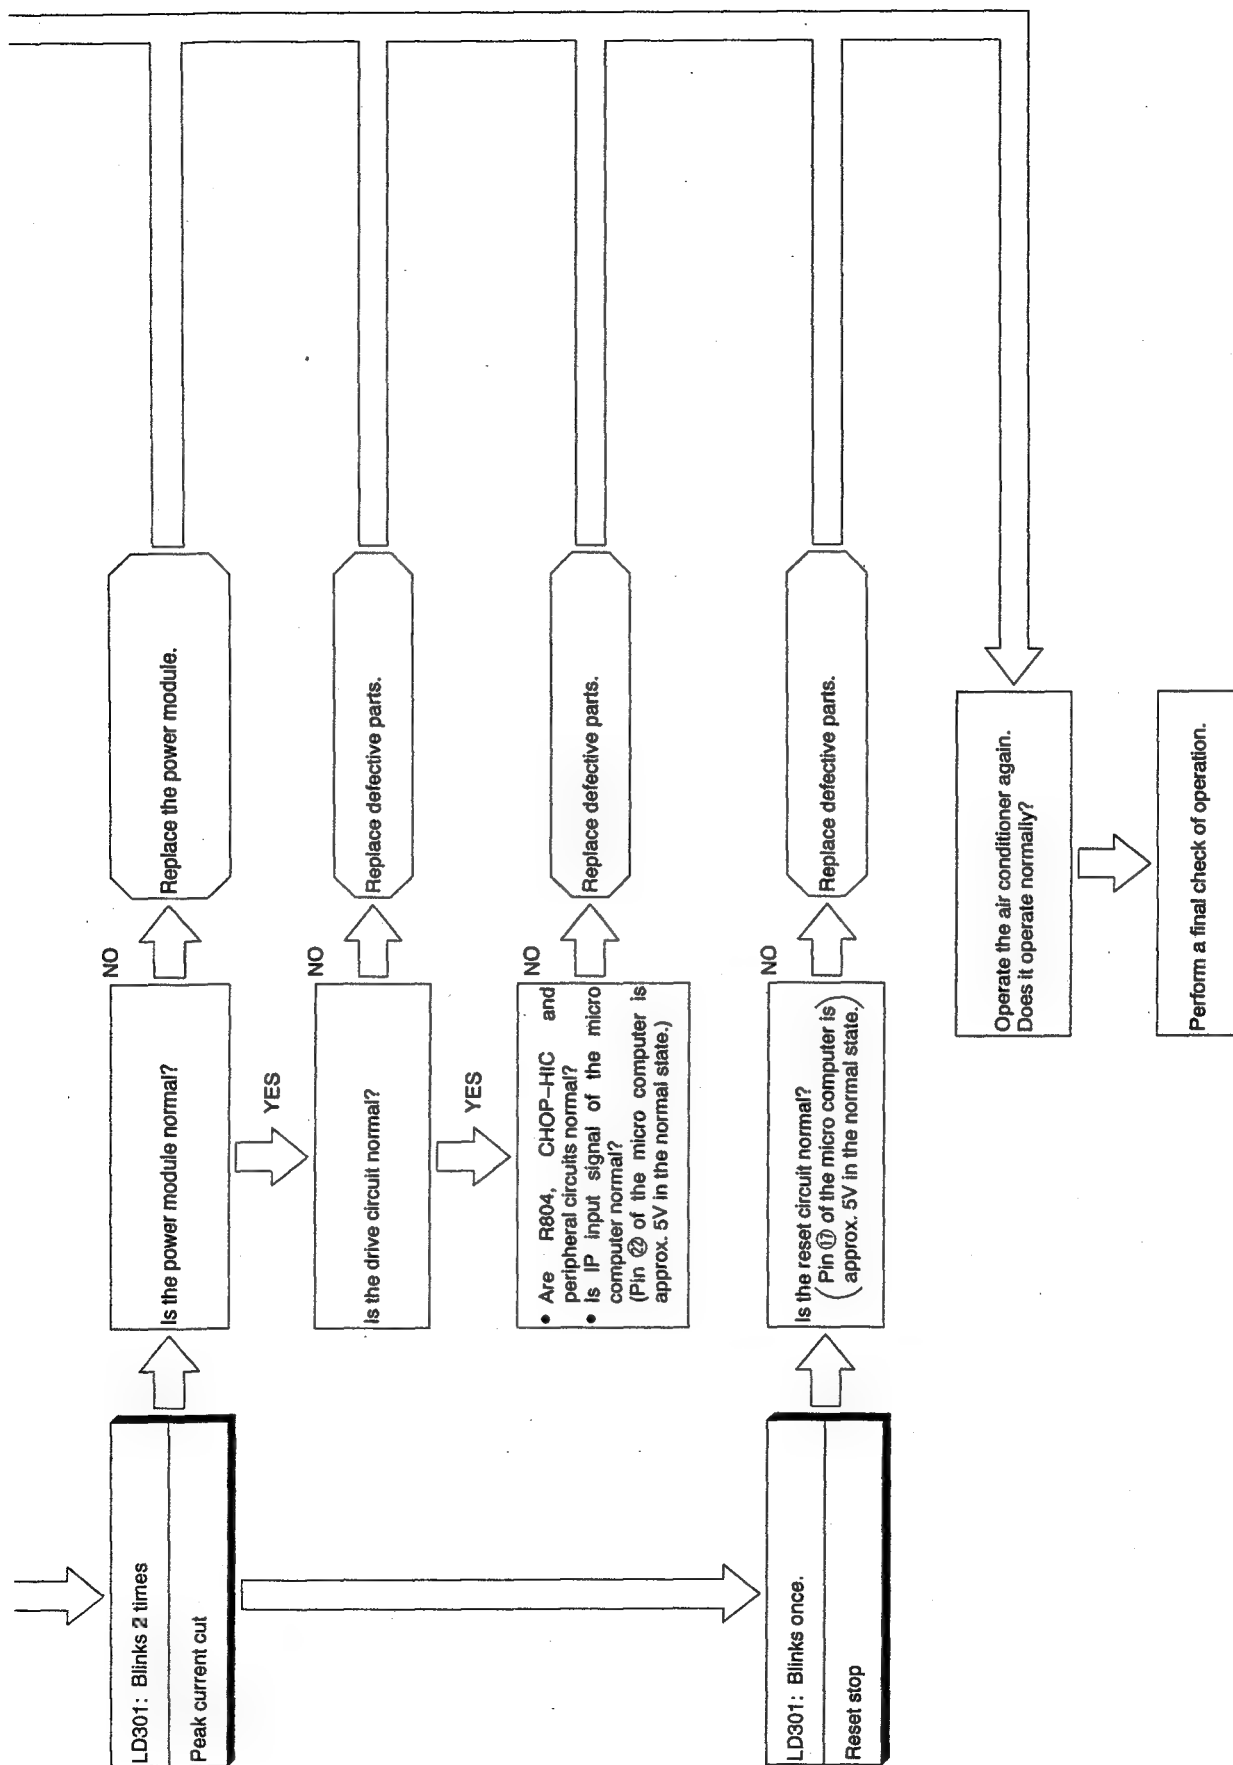 LD301: Blinks 2 times
Peak current cut
Is the power module normal?
NO
Replace the power module.
YES
Is the drive circuit normal?
NO
Replace defective parts.
YES
• Are R804, CHOP–HIC and
peripheral circuits normal?
• Is IP input signal of the micro
computer normal?
(Pin ㉒ of the micro computer is
approx. 5V in the normal state.)
NO
Replace defective parts.
LD301: Blinks once.
Reset stop
Is the reset circuit normal?
(Pin ⑰ of the micro computer is
approx. 5V in the normal state.)
NO
Replace defective parts.
Operate the air conditioner again.
Does it operate normally?
Perform a final check of operation.